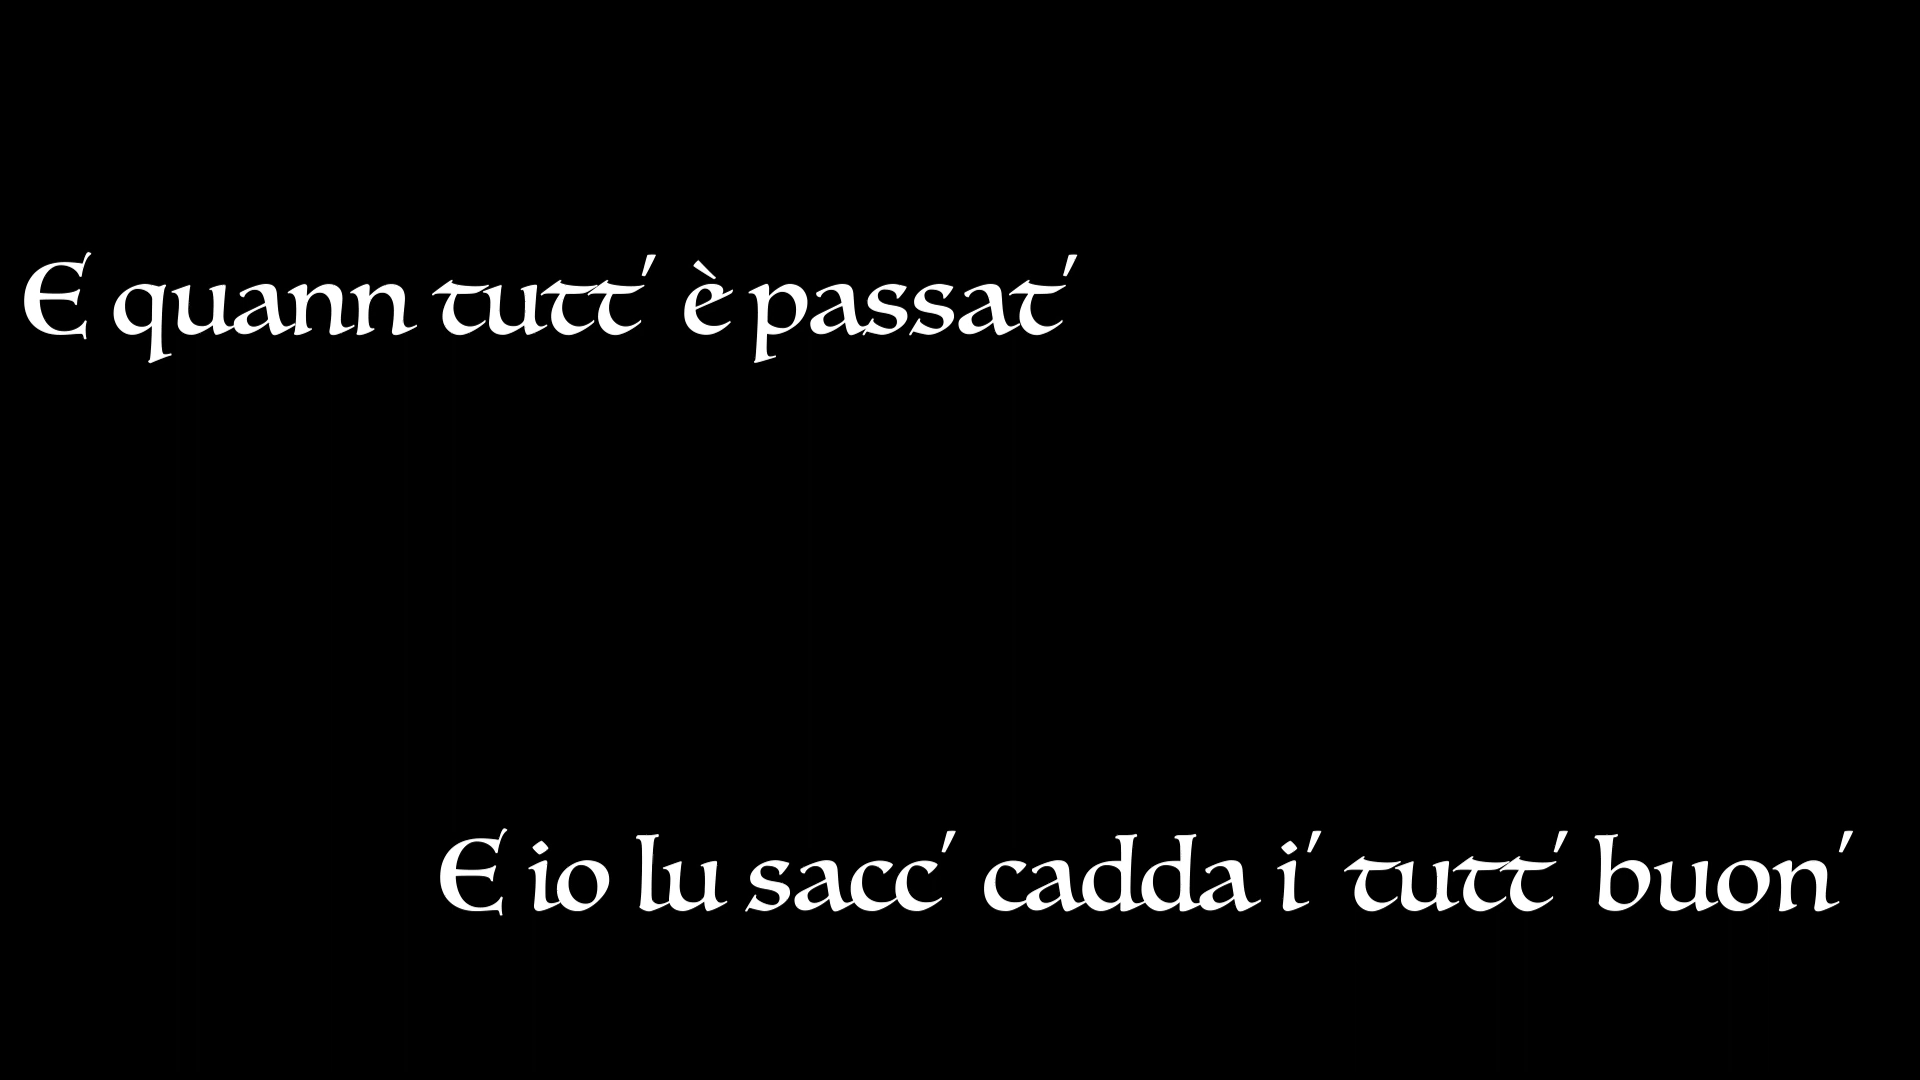 E quann tutt' è passat'
E io lu sacc' cadda i' tutt' buon'